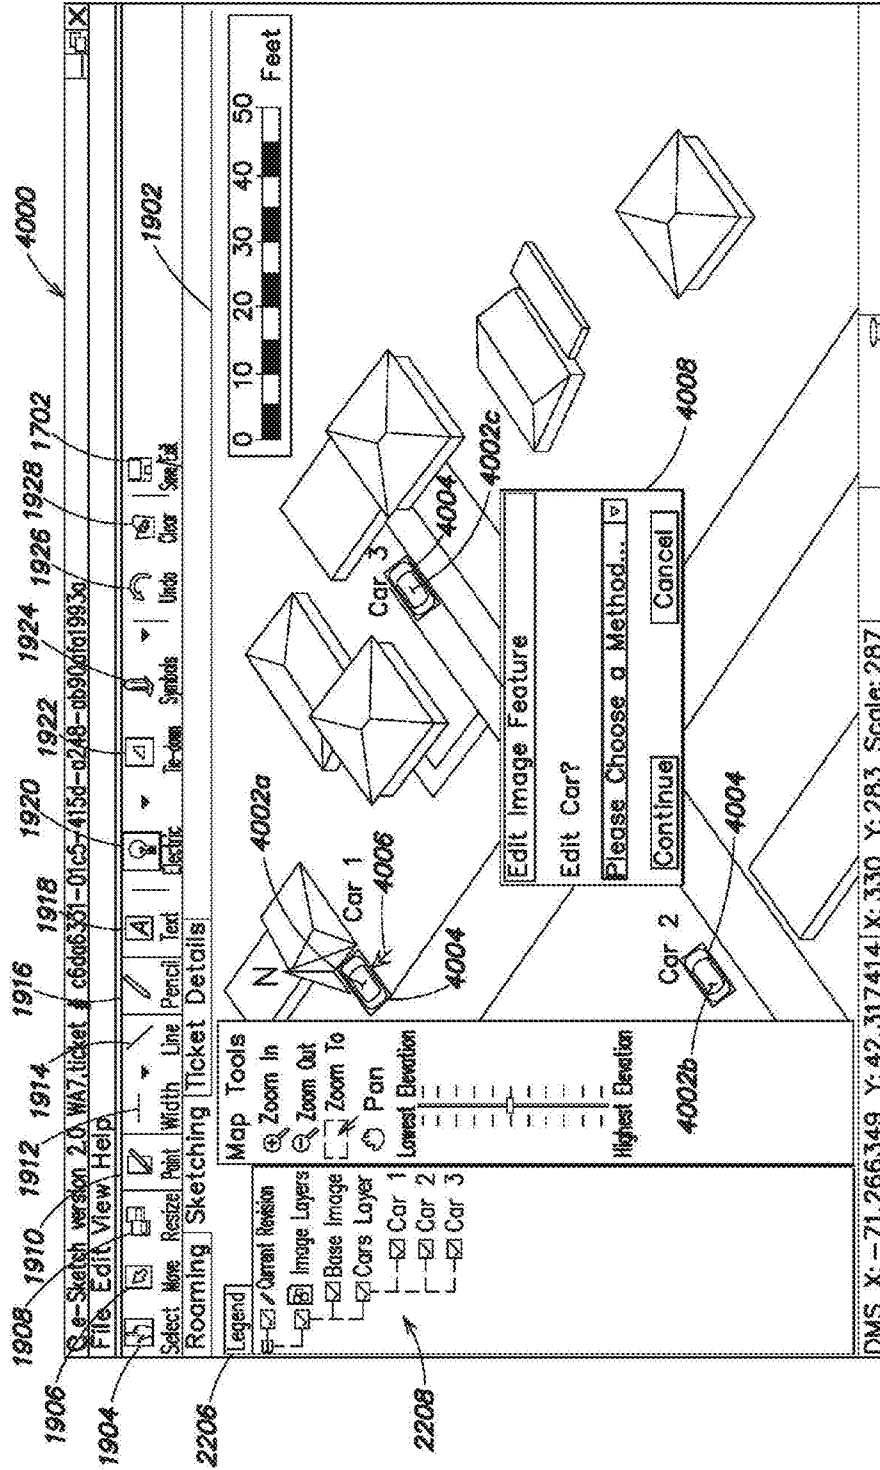 4000
e-Sketch version 2.0 WA7.ticket # c6da6351-01c5-415d-a248-ab90afa1993a
File Edit View Help
1904
1906
1908
1910
1912
1914
1916
1918
1920
1922
1924
1926
1928
1702
Select Move Resize Paint Width Line Pencil Text Electric Tie-down Symbols Undo Clear Save/Exit
Roaming Sketching Ticket Details
1902
2206
Legend
Current Revision
Image Layers
Base Image
Cars Layer
Car 1
Car 2
Car 3
2208
Map Tools
Zoom In
Zoom Out
Zoom To
Pan
Lowest Elevation
Highest Elevation
0 10 20 30 40 50
Feet
N
4002a
Car 1
4006
4004
Car 3
4004
4002c
Car 2
4004
4002b
Edit Image Feature
Edit Car?
Please Choose a Method...
Continue Cancel
4008
DMS X: -71.266349 Y: 42.317414 X: 330 Y: 283 Scale: 287